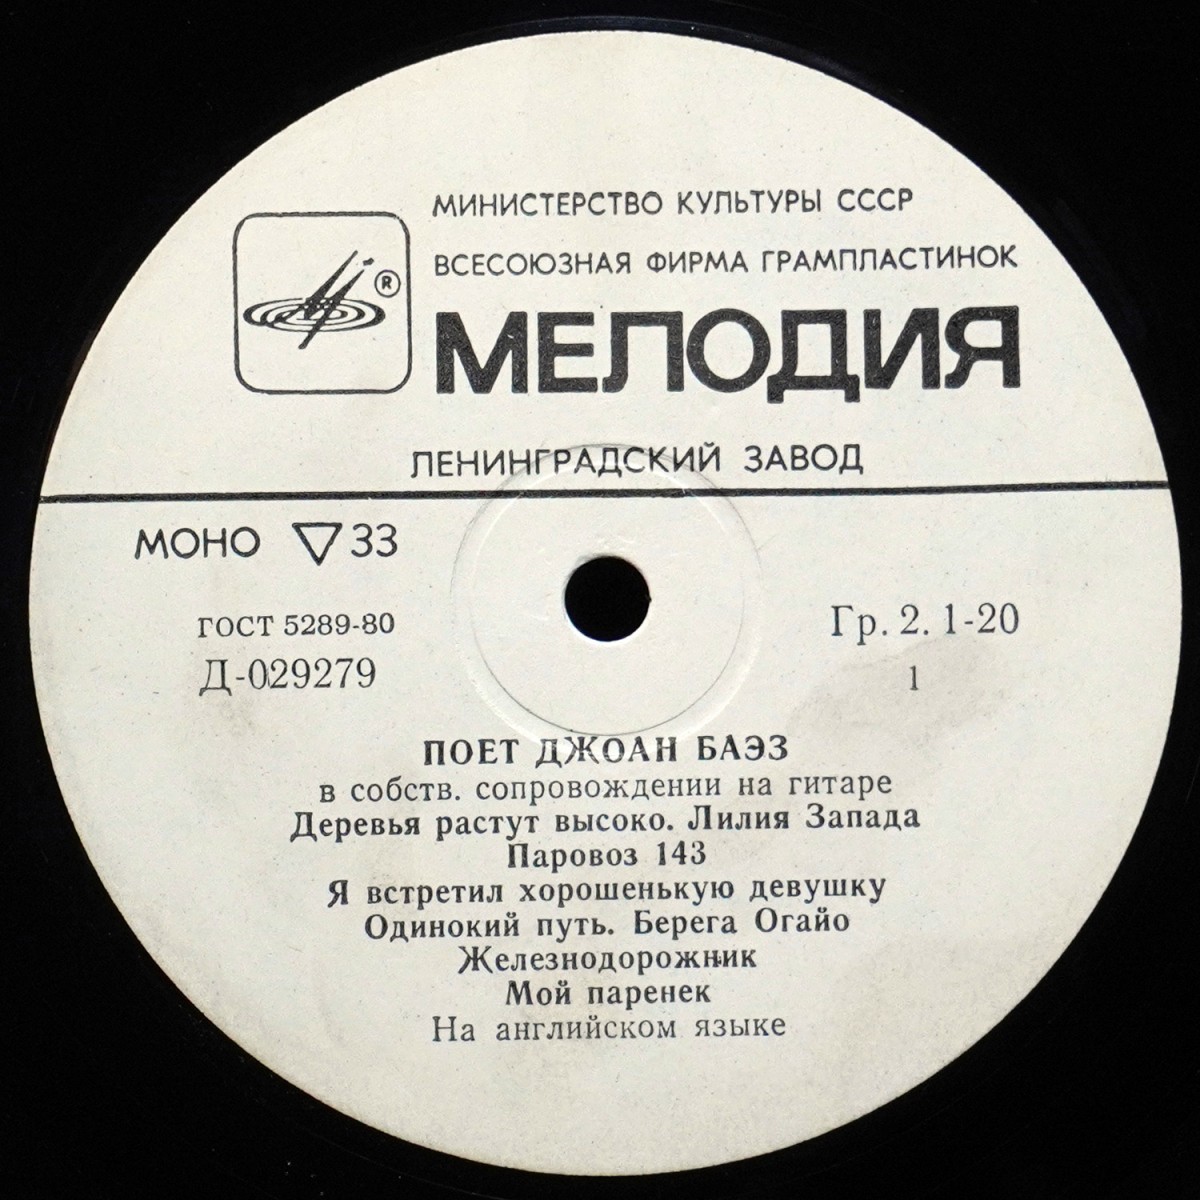 МИНИСТЕРСТВО КУЛЬТУРЫ СССР
ВСЕСОЮЗНАЯ ФИРМА ГРАМПЛАСТИНОК
®
МЕЛОДИЯ
ЛЕНИНГРАДСКИЙ ЗАВОД
МОНО ▽ 33
ГОСТ 5289-80
Гр. 2. 1-20
Д-029279
1
ПОЕТ ДЖОАН БАЭЗ
в собств. сопровождении на гитаре
Деревья растут высоко. Лилия Запада
Паровоз 143
Я встретил хорошенькую девушку
Одинокий путь. Берега Огайо
Железнодорожник
Мой паренек
На английском языке